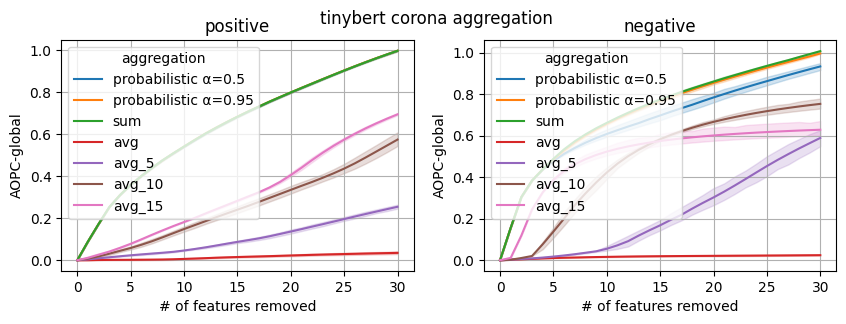 tinybert corona aggregation
positive
AOPC-global
1.0
0.8
0.6
0.4
0.2
0.0
aggregation
probabilistic α=0.5
probabilistic α=0.95
sum
avg
avg_5
avg_10
avg_15
0 5 10 15 20 25 30
# of features removed
negative
AOPC-global
1.0
0.8
0.6
0.4
0.2
0.0
aggregation
probabilistic α=0.5
probabilistic α=0.95
sum
avg
avg_5
avg_10
avg_15
0 5 10 15 20 25 30
# of features removed